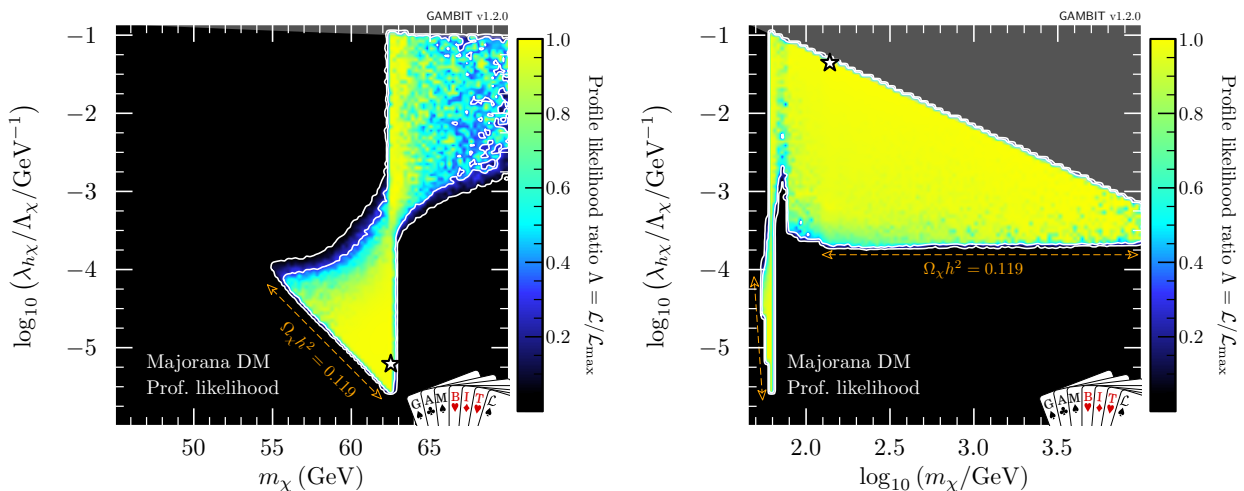 GAMBIT v1.2.0
−1
−2
−3
−4
−5
log₁₀ (λₕᵪ/Λᵪ/GeV⁻¹)
Ωᵪh² = 0.119
Majorana DM
Prof. likelihood
G A M B I T L
50 55 60 65
mᵪ (GeV)
1.0
0.8
0.6
0.4
0.2
Profile likelihood ratio Λ = ℒ/ℒmax
GAMBIT v1.2.0
−1
−2
−3
−4
−5
log₁₀ (λₕᵪ/Λᵪ/GeV⁻¹)
Ωᵪh² = 0.119
Majorana DM
Prof. likelihood
G A M B I T L
2.0 2.5 3.0 3.5
log₁₀ (mᵪ/GeV)
1.0
0.8
0.6
0.4
0.2
Profile likelihood ratio Λ = ℒ/ℒmax